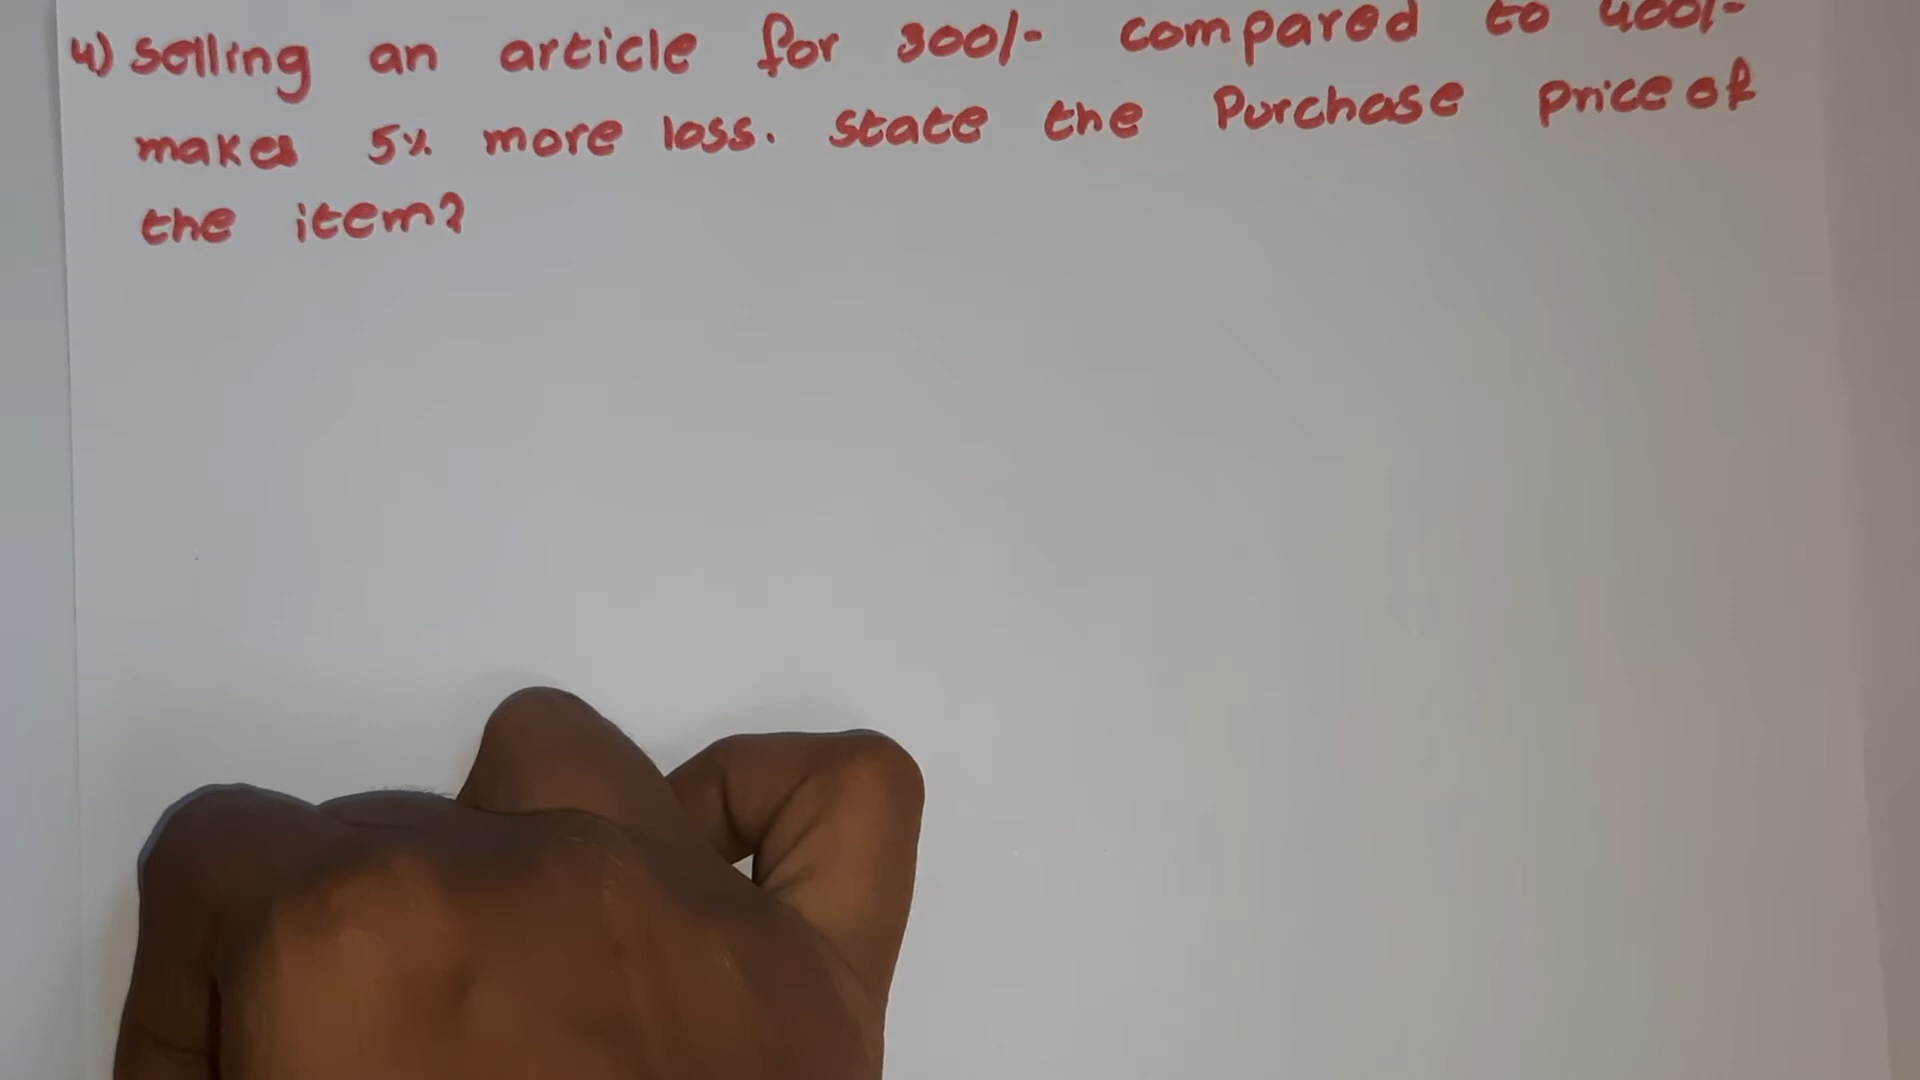 4) Selling an article for 300/- compared to 400/-
makes 5% more loss. State the Purchase price of
the item?